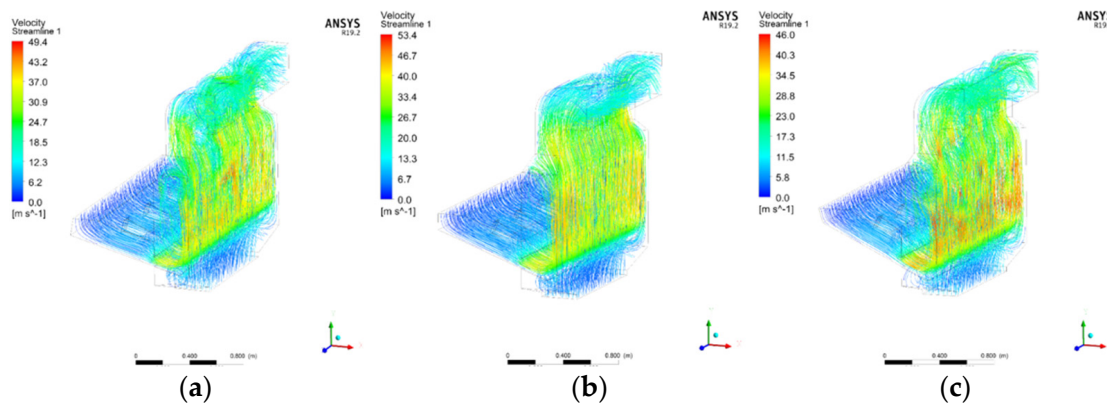 Velocity
Streamline 1
49.4
43.2
37.0
30.9
24.7
18.5
12.3
6.2
0.0
[m s^-1]
ANSYS
R19.2
0 0.400 0.800 (m)
(a)
Velocity
Streamline 1
53.4
46.7
40.0
33.4
26.7
20.0
13.3
6.7
0.0
[m s^-1]
ANSYS
R19.2
0 0.400 0.800 (m)
(b)
Velocity
Streamline 1
46.0
40.3
34.5
28.8
23.0
17.3
11.5
5.8
0.0
[m s^-1]
ANSYS
R19.
0 0.400 0.800 (m)
(c)